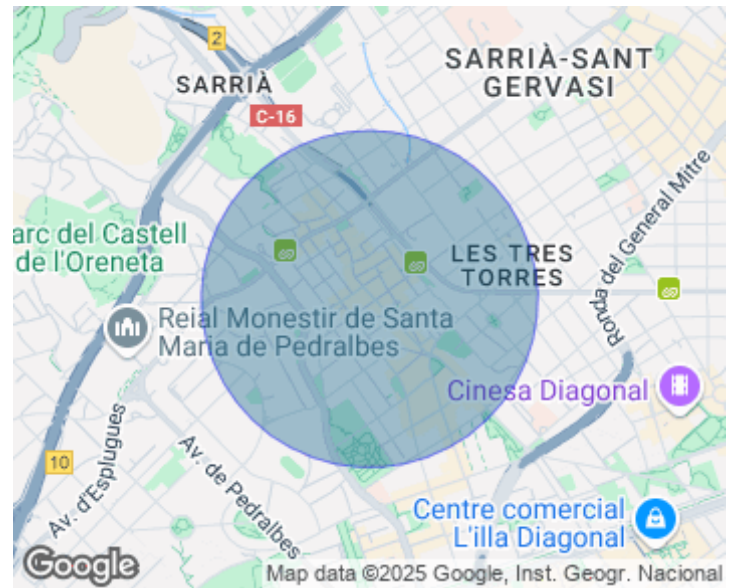 2
SARRIÀ
C-16
SARRIÀ-SANT
GERVASI
arc del Castell
de l'Oreneta
LES TRES
TORRES
Ronda del General Mitre
Reial Monestir de Santa
Maria de Pedralbes
Cinesa Diagonal
10
Av. d'Esplugues
Av. de Pedralbes
Centre comercial
L'illa Diagonal
Google
Map data ©2025 Google, Inst. Geogr. Nacional